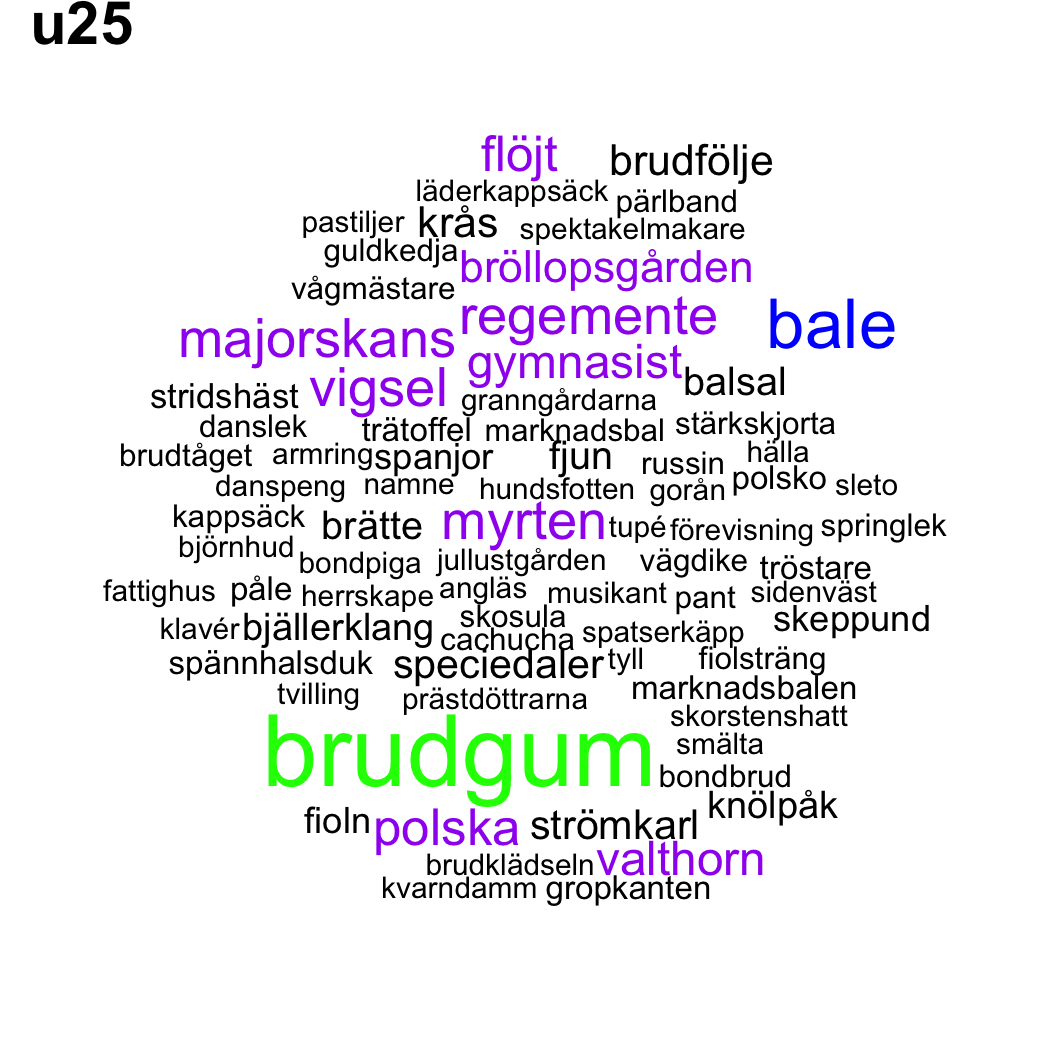 u25
flöjt brudfölje
läderkappsäck pärlband
pastiljer krås spektakelmakare
guldkedja bröllopsgården
vågmästare
majorskans regemente bale
gymnasist
stridshäst vigsel balsal
granngårdarna
danslek trätoffel marknadsbal stärkskjorta
brudtåget armring spanjor fjun russin hälla
danspeng namne hundsfotten gorån polsko sleto
kappsäck brätte myrten tupé förevisning springlek
björnhud
bondpiga jullustgården vägdike tröstare
fattighus påle herrskape angläs musikant pant sidenväst
klavér bjällerklang skosula skeppund
cachucha spatserkäpp
spännhalsduk speciedaler tyll fiolsträng
tvilling prästdöttrarna marknadsbalen
skorstenshatt
brudgum smälta
bondbrud
fioln polska strömkarl knölpåk
brudklädseln valthorn
kvarndamm gropkanten